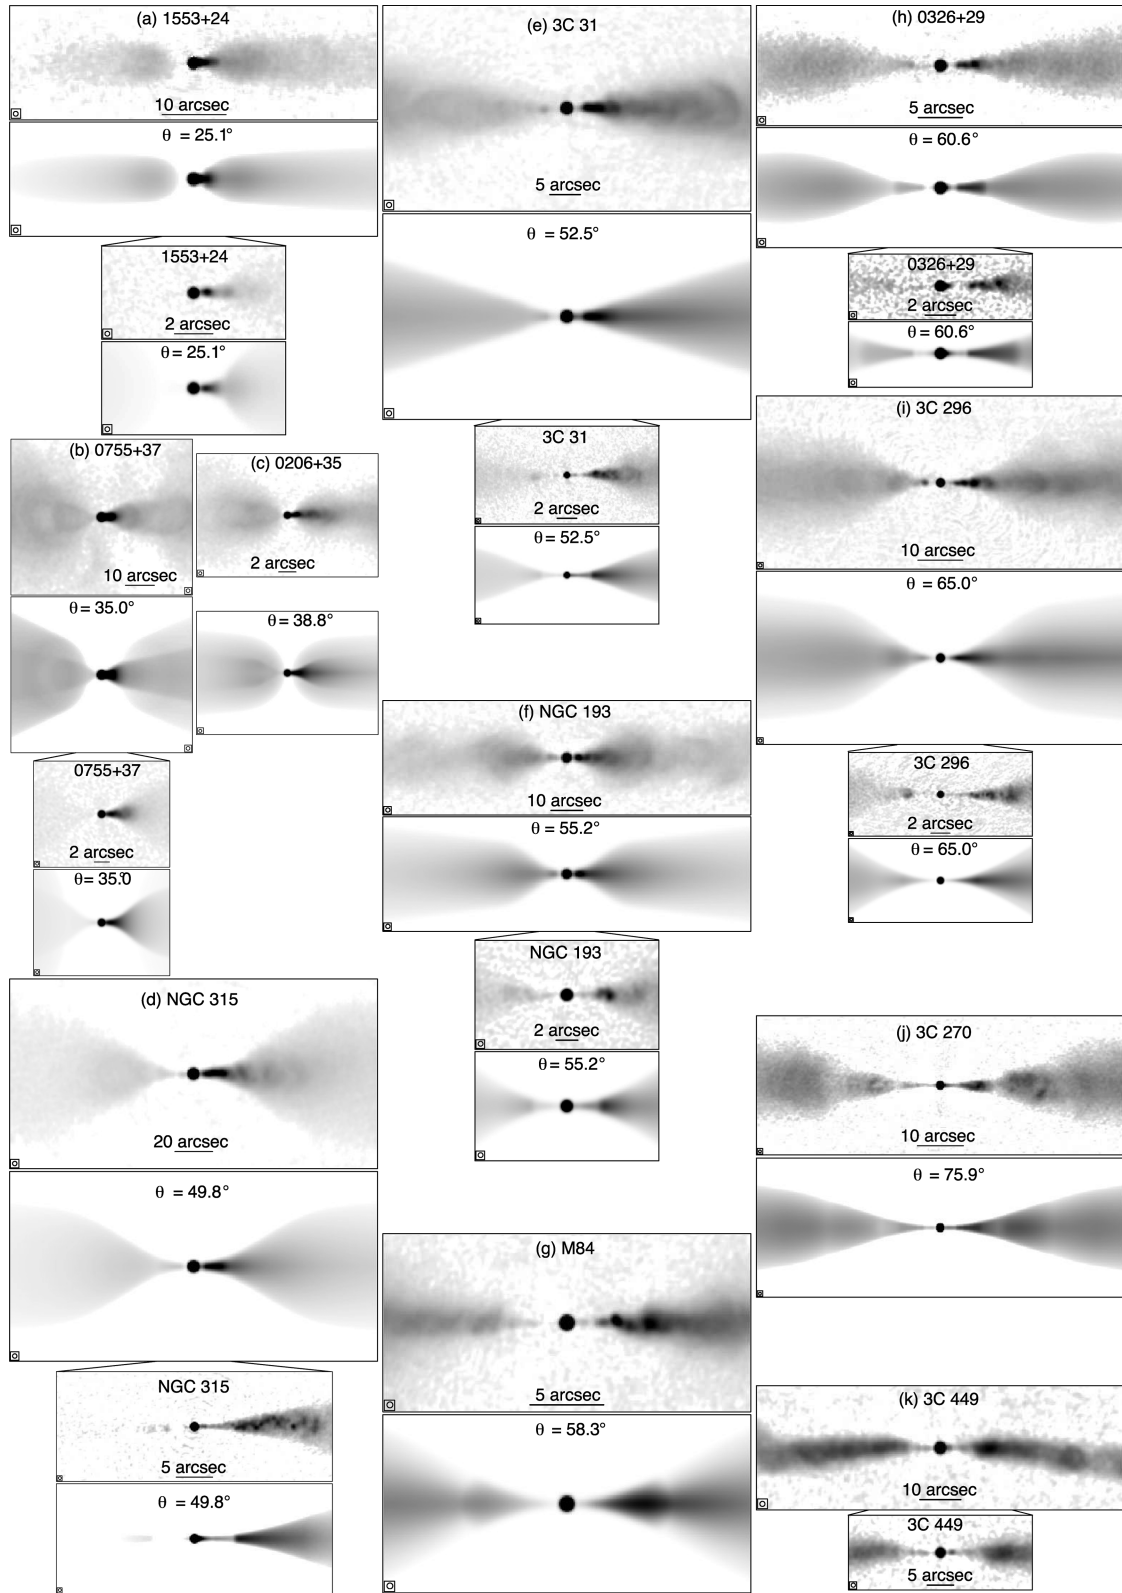 (a) 1553+24
10 arcsec
θ = 25.1°
1553+24
2 arcsec
θ = 25.1°
(b) 0755+37
10 arcsec
θ = 35.0°
(c) 0206+35
2 arcsec
θ = 38.8°
0755+37
2 arcsec
θ = 35.0
(d) NGC 315
20 arcsec
θ = 49.8°
NGC 315
5 arcsec
θ = 49.8°
(e) 3C 31
5 arcsec
θ = 52.5°
3C 31
2 arcsec
θ = 52.5°
(f) NGC 193
10 arcsec
θ = 55.2°
NGC 193
2 arcsec
θ = 55.2°
(g) M84
5 arcsec
θ = 58.3°
(h) 0326+29
5 arcsec
θ = 60.6°
0326+29
2 arcsec
θ = 60.6°
(i) 3C 296
10 arcsec
θ = 65.0°
3C 296
2 arcsec
θ = 65.0°
(j) 3C 270
10 arcsec
θ = 75.9°
(k) 3C 449
10 arcsec
3C 449
5 arcsec